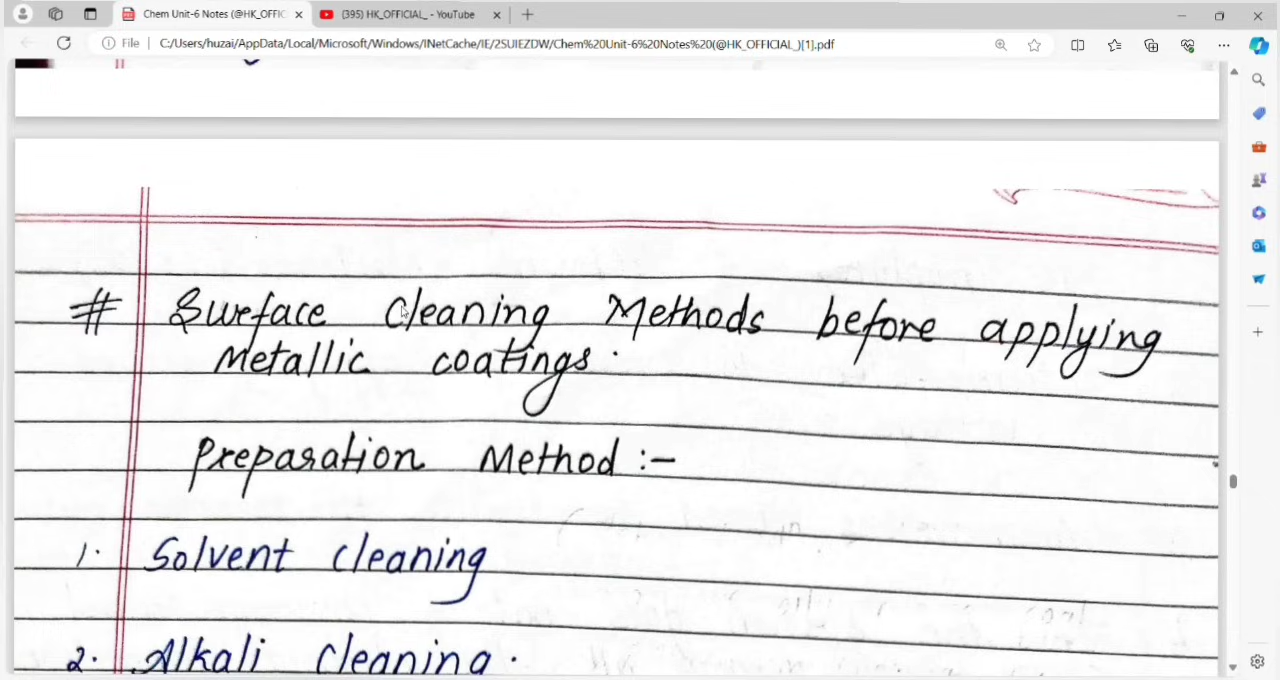 Chem Unit-6 Notes (@HK_OFFIC
(395) HK_OFFICIAL_ - YouTube
File
C:/Users/huzai/AppData/Local/Microsoft/Windows/INetCache/IE/2SUIEZDW/Chem%20Unit-6%20Notes%20(@HK_OFFICIAL_)[1].pdf
# Surface Cleaning Methods before applying
Metallic coatings.
Preparation Method :-
1. Solvent cleaning
2. Alkali cleaning.